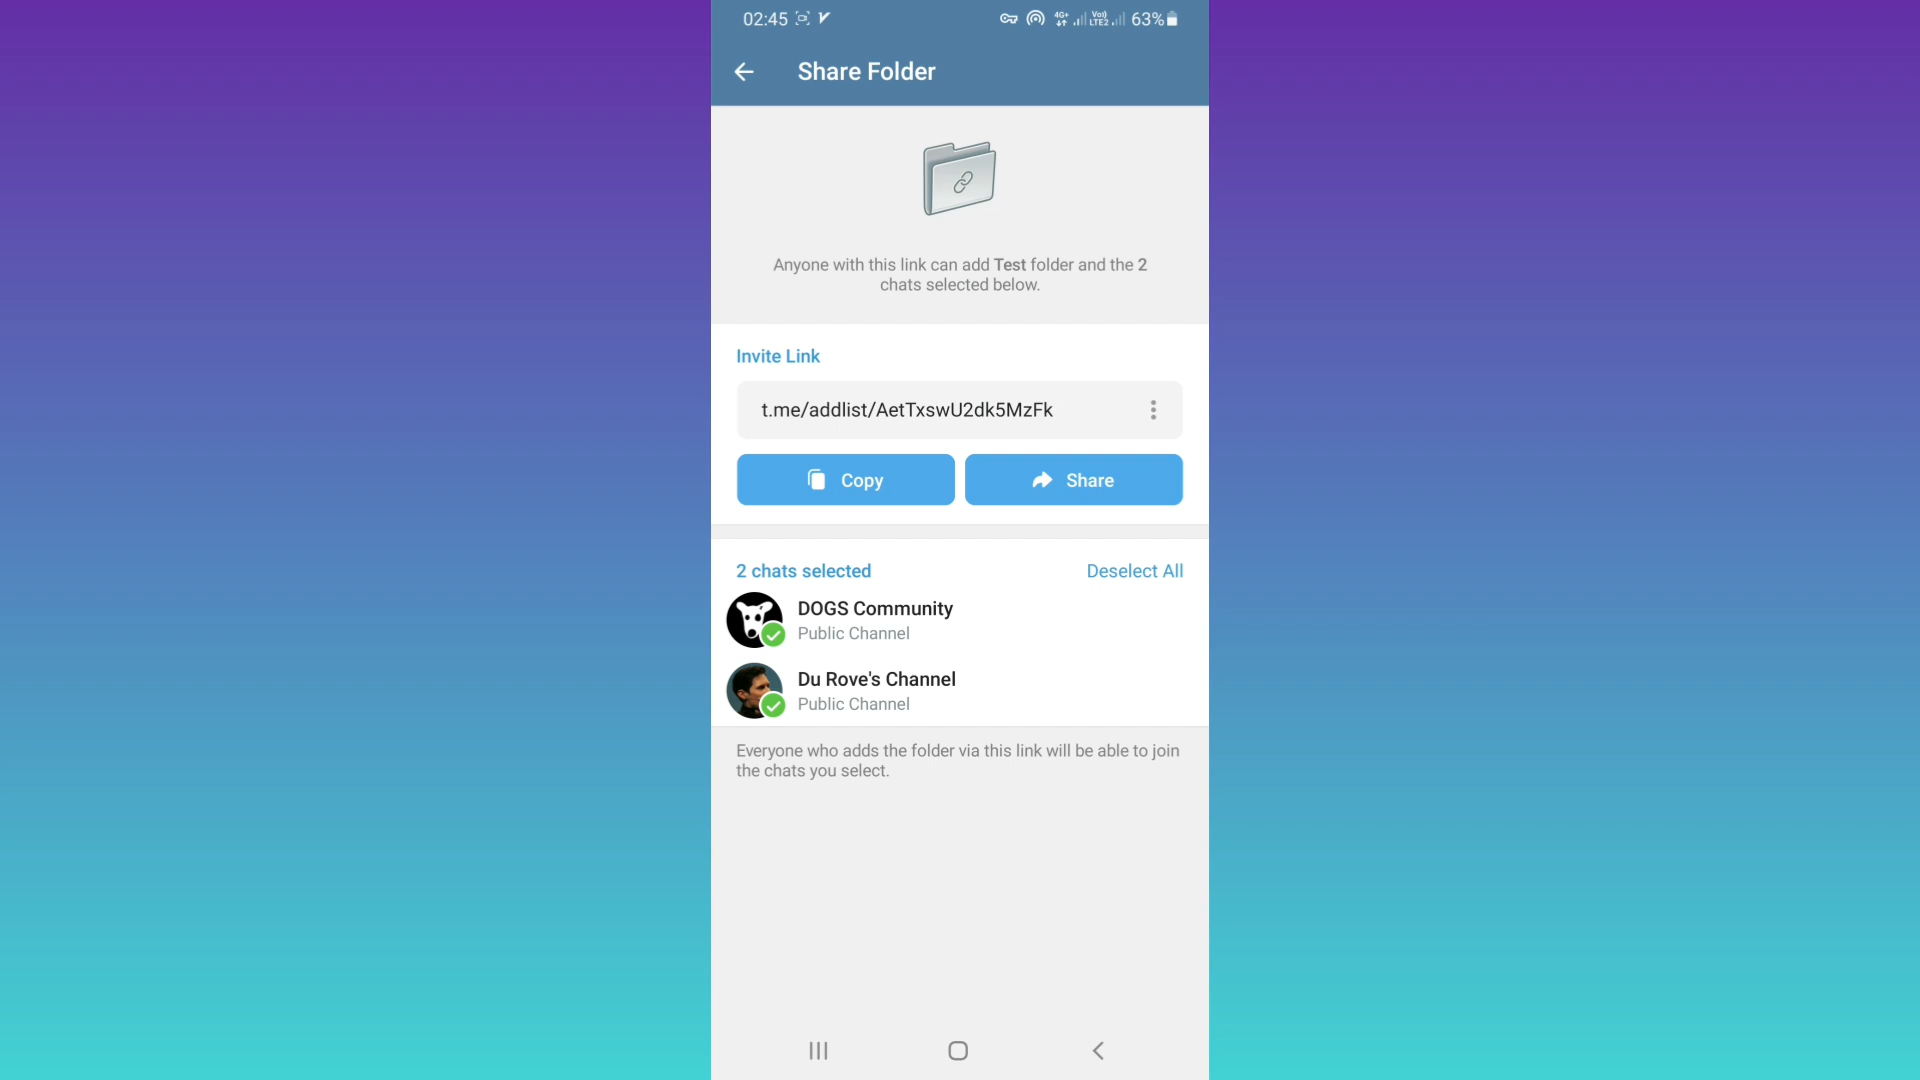 02:45
4G+ Vo)) LTE2 63%
Share Folder
Anyone with this link can add Test folder and the 2
chats selected below.
Invite Link
t.me/addlist/AetTxswU2dk5MzFk
Copy Share
2 chats selected Deselect All
DOGS Community
Public Channel
Du Rove's Channel
Public Channel
Everyone who adds the folder via this link will be able to join
the chats you select.